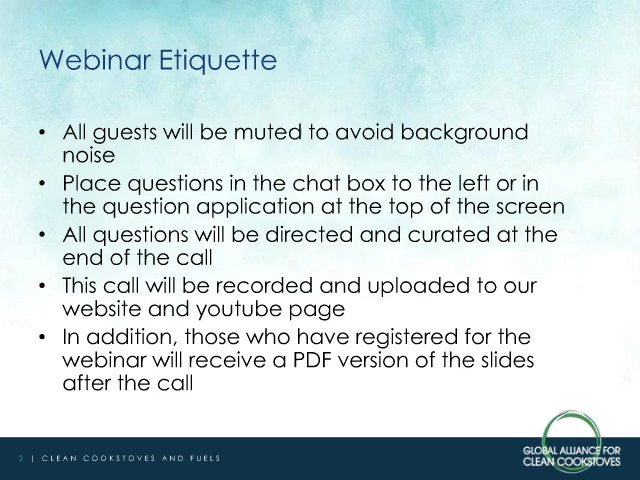 Webinar Etiquette
• All guests will be muted to avoid background
noise
• Place questions in the chat box to the left or in
the question application at the top of the screen
• All questions will be directed and curated at the
end of the call
• This call will be recorded and uploaded to our
website and youtube page
• In addition, those who have registered for the
webinar will receive a PDF version of the slides
after the call
2 | CLEAN COOKSTOVES AND FUELS
GLOBAL ALLIANCE FOR
CLEAN COOKSTOVES